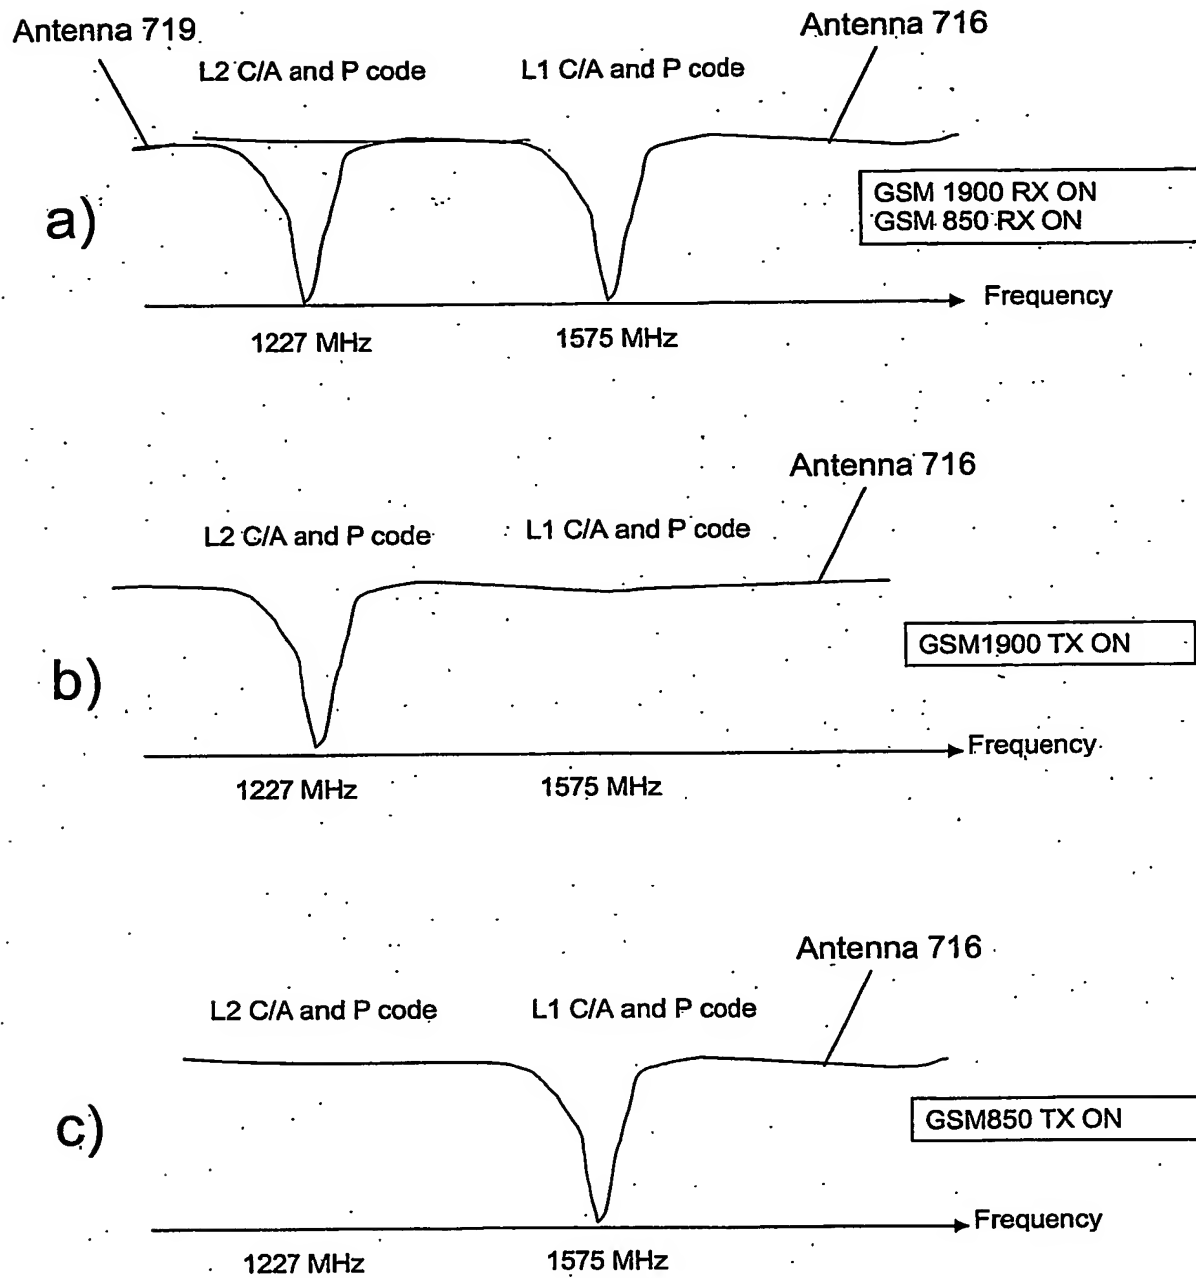 Antenna 719
Antenna 716
L2 C/A and P code
L1 C/A and P code
a)
GSM 1900 RX ON
GSM 850 RX ON
Frequency
1227 MHz
1575 MHz
Antenna 716
L2 C/A and P code
L1 C/A and P code
b)
GSM1900 TX ON
Frequency
1227 MHz
1575 MHz
Antenna 716
L2 C/A and P code
L1 C/A and P code
c)
GSM850 TX ON
Frequency
1227 MHz
1575 MHz